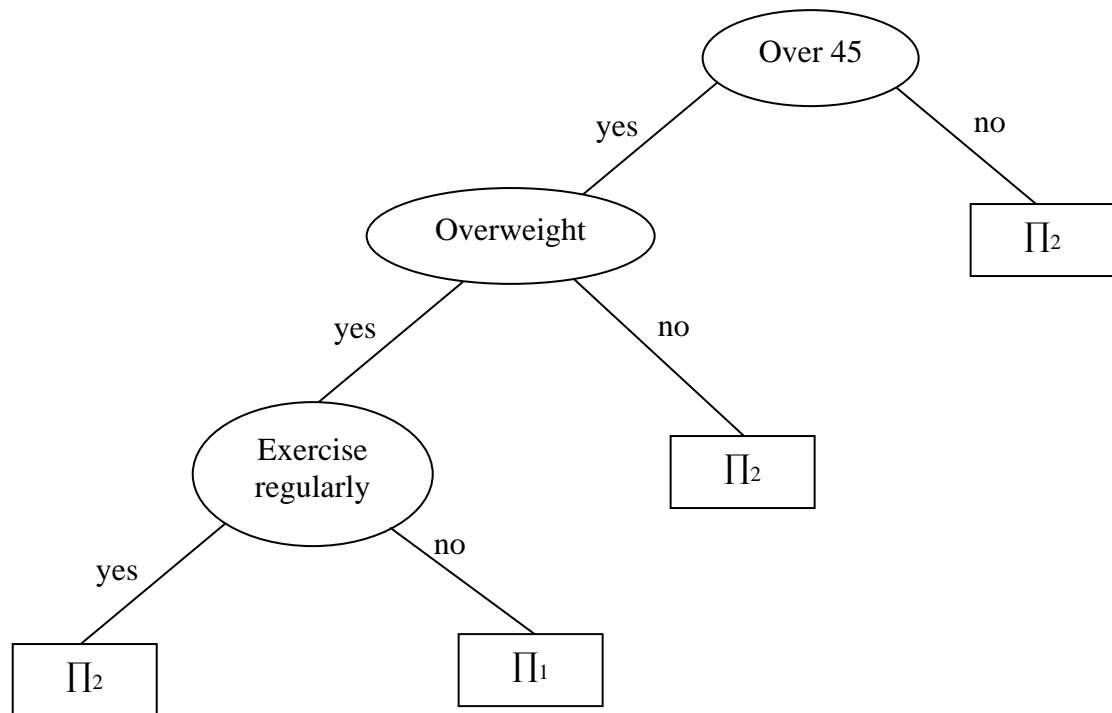 Over 45
yes
no
Overweight
∏2
yes
no
Exercise
regularly
∏2
yes
no
∏2
∏1